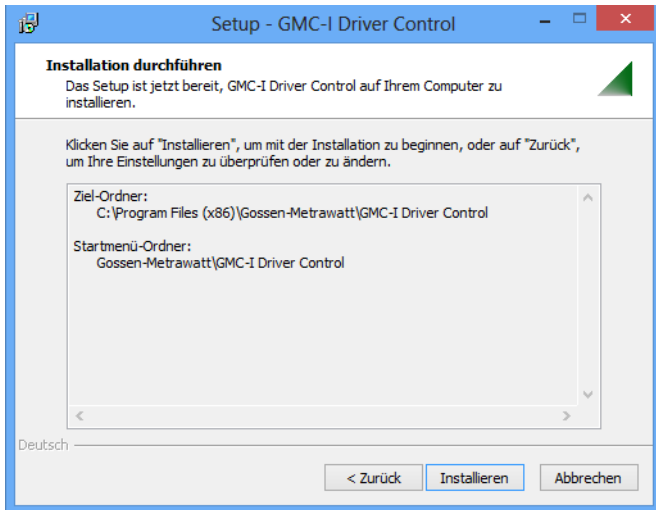 Setup - GMC-I Driver Control
Installation durchführen
Das Setup ist jetzt bereit, GMC-I Driver Control auf Ihrem Computer zu
installieren.
Klicken Sie auf "Installieren", um mit der Installation zu beginnen, oder auf "Zurück",
um Ihre Einstellungen zu überprüfen oder zu ändern.
Ziel-Ordner:
C:\Program Files (x86)\Gossen-Metrawatt\GMC-I Driver Control
Startmenü-Ordner:
Gossen-Metrawatt\GMC-I Driver Control
Deutsch
< Zurück Installieren Abbrechen